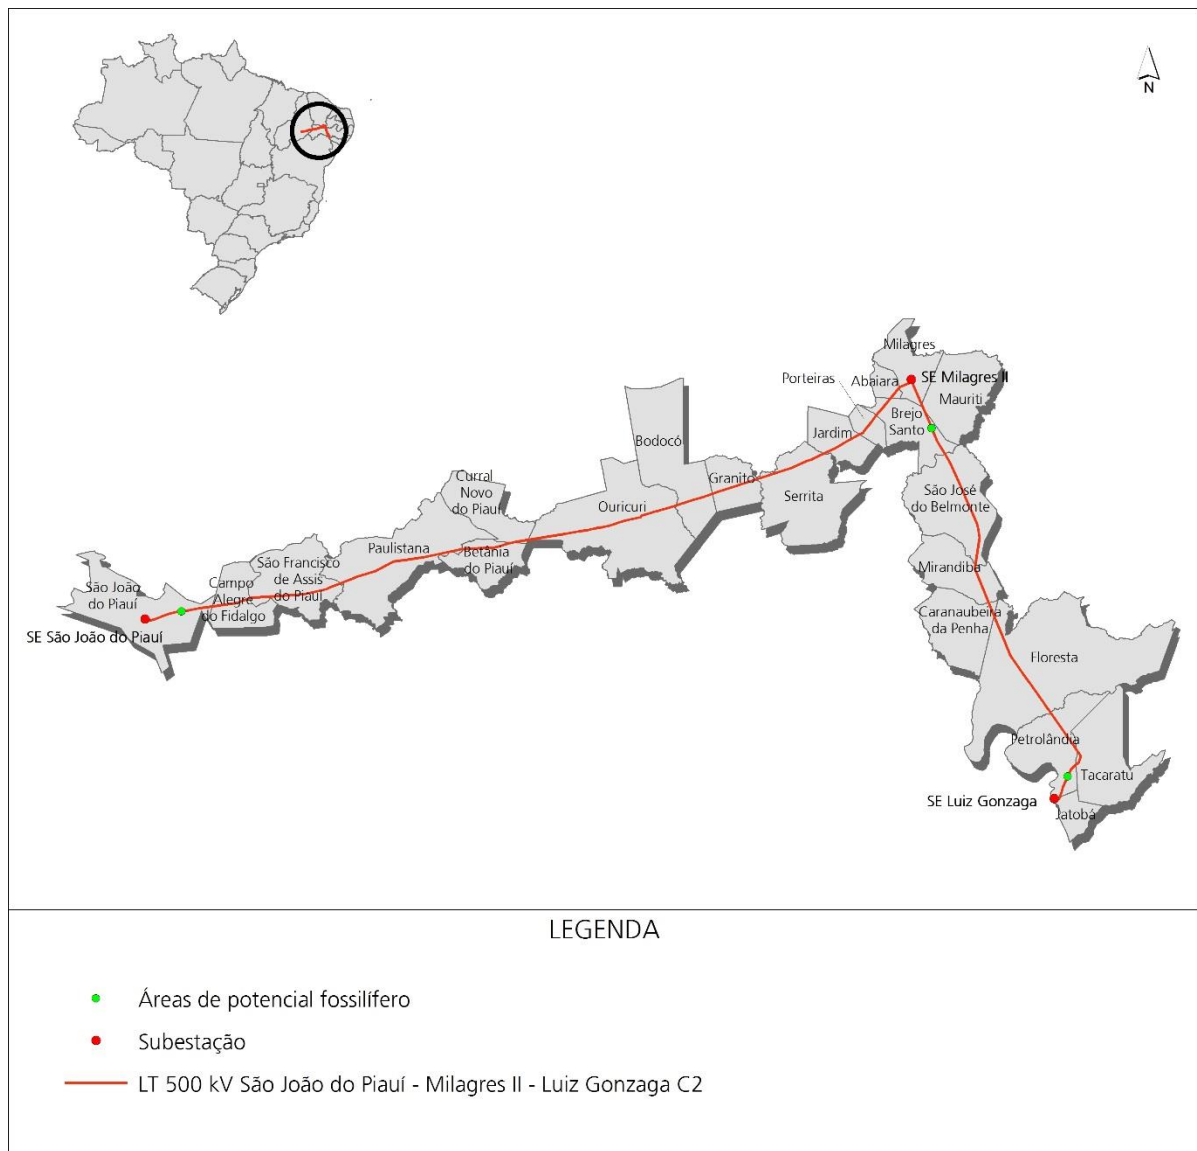 N
Milagres
SE Milagres II
Porteiras
Abaiara
Mauriti
Brejo
Santo
Jardim
Bodocó
Granito
Serrita
São José
do Belmonte
Curral
Novo
do Piauí
Ouricuri
Paulistana
Betânia
do Piauí
São Francisco
de Assis
do Piauí
Campo
Alegre
do Fidalgo
São João
do Piauí
SE São João do Piauí
Mirandiba
Caranaubeira
da Penha
Floresta
Petrolândia
Tacaratu
SE Luiz Gonzaga
Jatobá
LEGENDA
Áreas de potencial fossilífero
Subestação
LT 500 kV São João do Piauí - Milagres II - Luiz Gonzaga C2